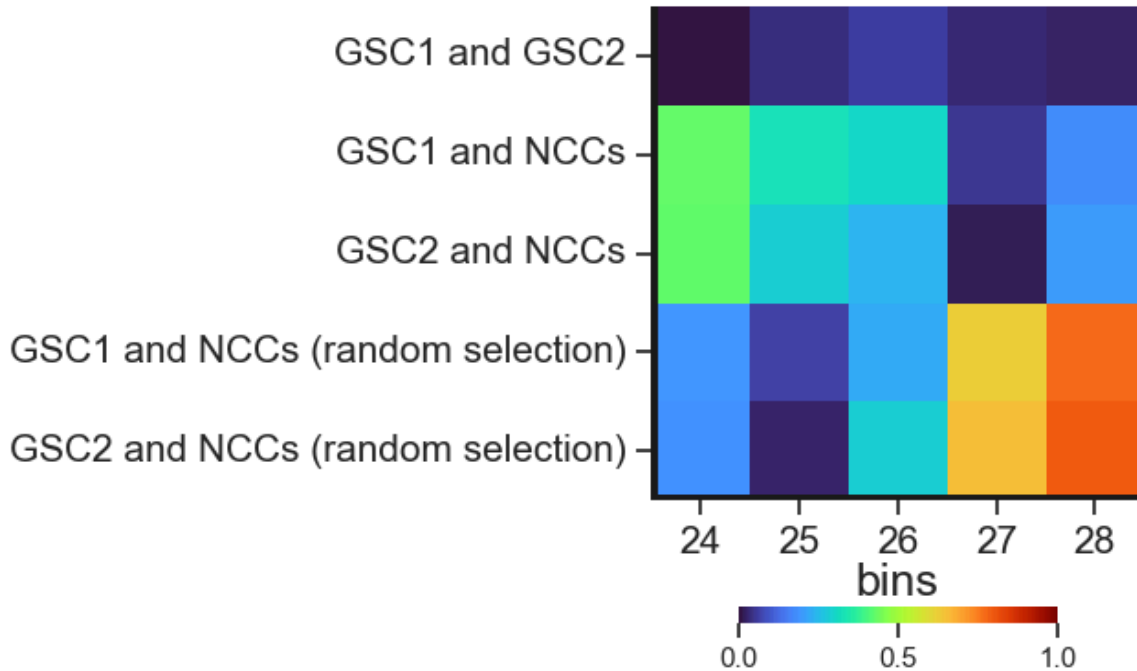 GSC1 and GSC2
GSC1 and NCCs
GSC2 and NCCs
GSC1 and NCCs (random selection)
GSC2 and NCCs (random selection)
24 25 26 27 28
bins
0.0 0.5 1.0